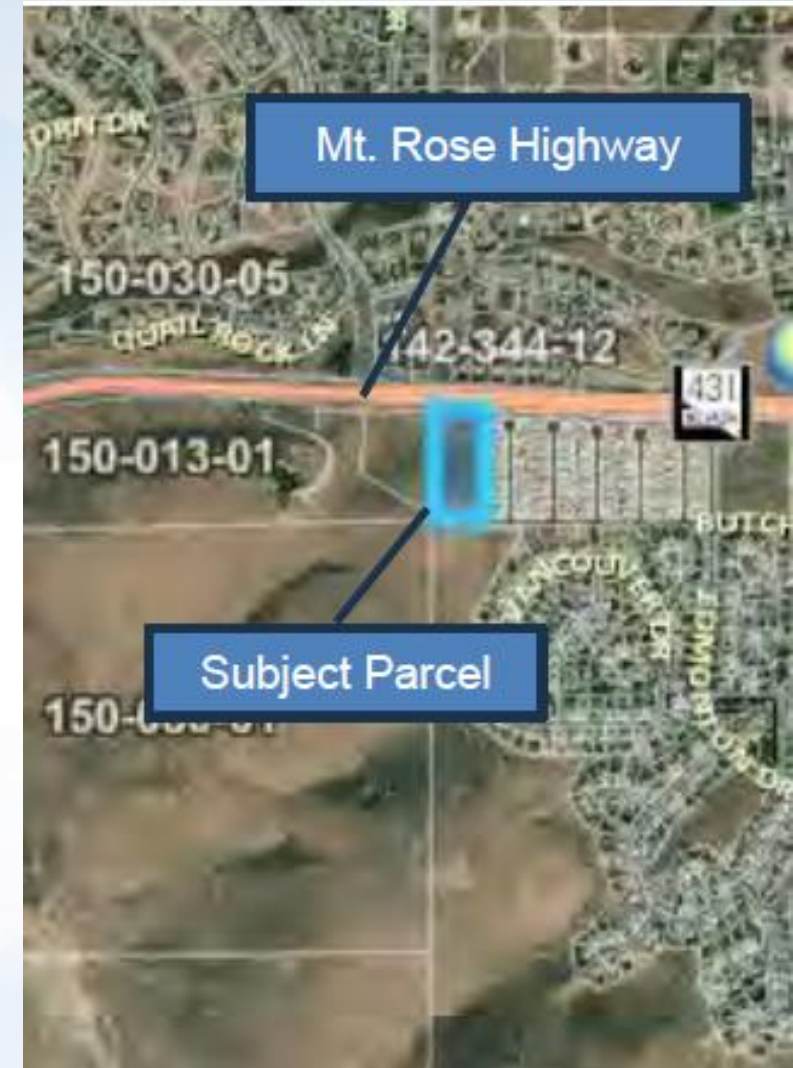 Mt. Rose Highway
150-030-05
QUAIL ROCK LN
142-344-12
431
150-013-01
VANCOUVER DR
EDMONTON DR
Subject Parcel